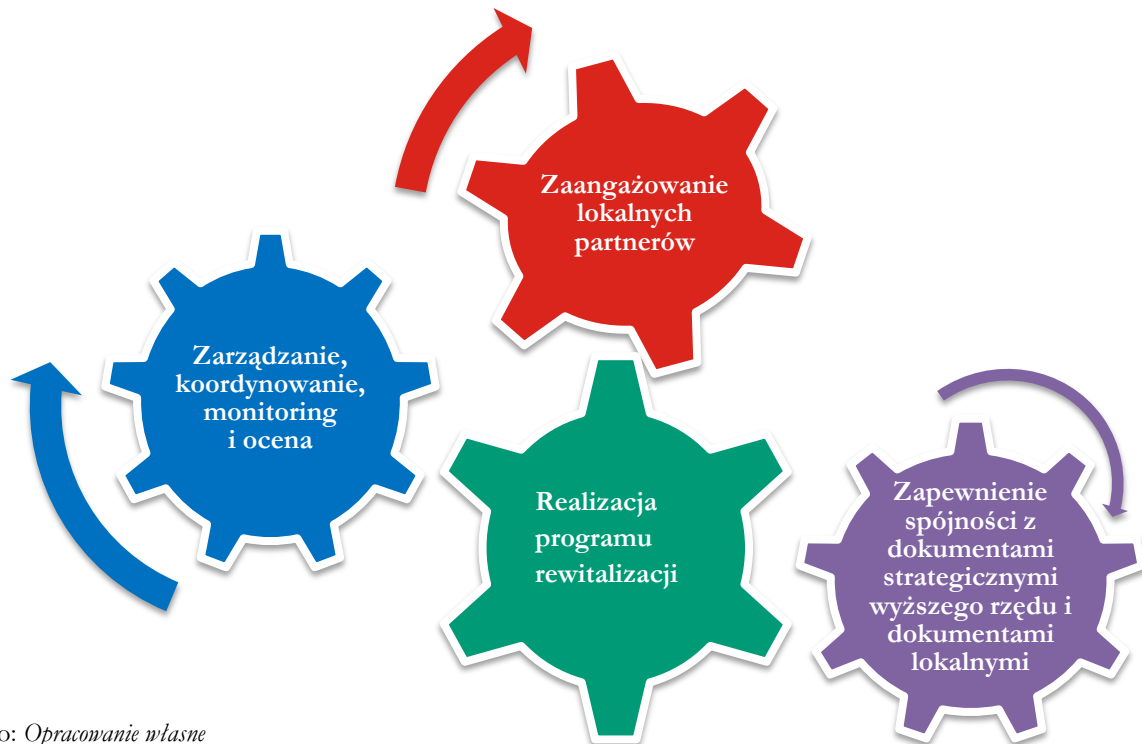 Zaangażowanie
lokalnych
partnerów
Zarządzanie,
koordynowanie,
monitoring
i ocena
Realizacja
programu
rewitalizacji
Zapewnienie
spójności z
dokumentami
strategicznymi
wyższego rzędu i
dokumentami
lokalnymi
Opracowanie własne